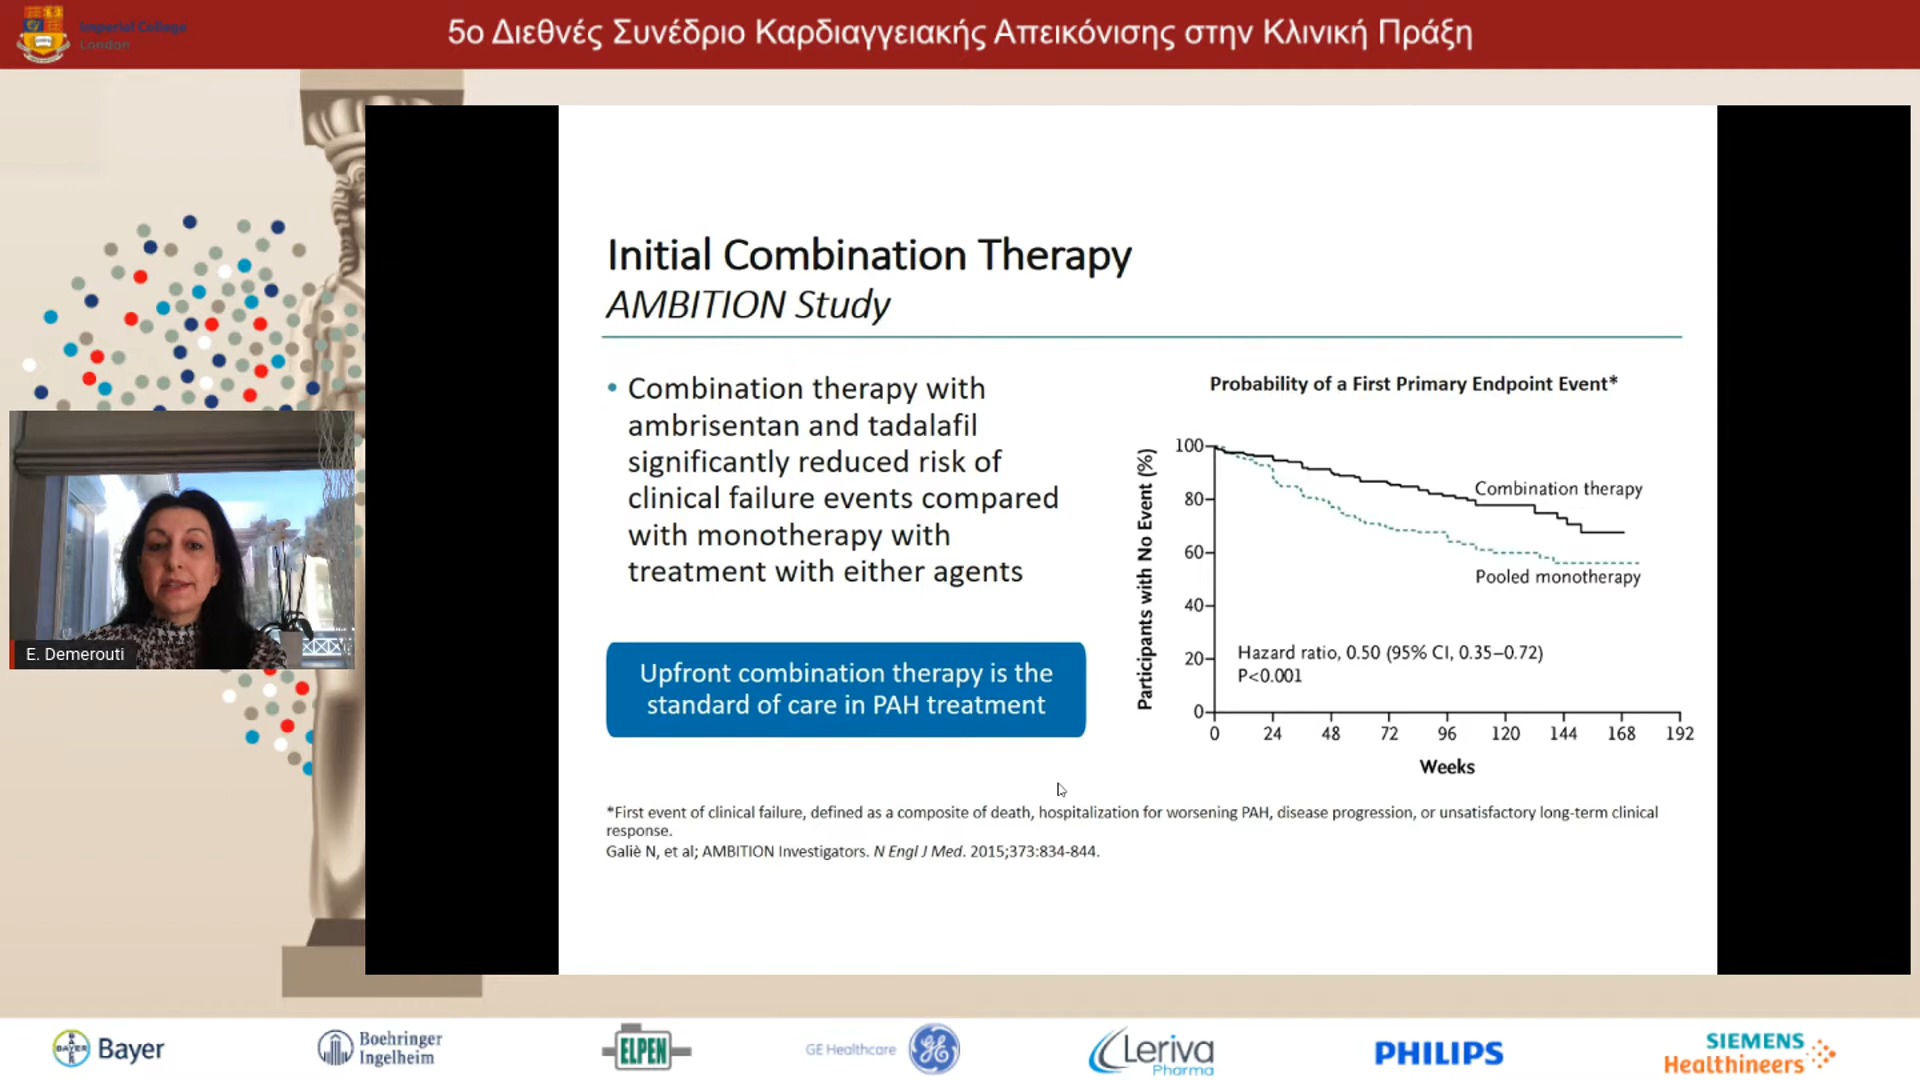 Imperial College
London
5ο Διεθνές Συνέδριο Καρδιαγγειακής Απεικόνισης στην Κλινική Πράξη
Initial Combination Therapy
AMBITION Study
• Combination therapy with
ambrisentan and tadalafil
significantly reduced risk of
clinical failure events compared
with monotherapy with
treatment with either agents
Upfront combination therapy is the
standard of care in PAH treatment
Probability of a First Primary Endpoint Event*
Participants with No Event (%)
100
80
60
40
20
0
Combination therapy
Pooled monotherapy
Hazard ratio, 0.50 (95% CI, 0.35–0.72)
P<0.001
0 24 48 72 96 120 144 168 192
Weeks
*First event of clinical failure, defined as a composite of death, hospitalization for worsening PAH, disease progression, or unsatisfactory long-term clinical
response.
Galiè N, et al; AMBITION Investigators. N Engl J Med. 2015;373:834-844.
E. Demerouti
BAYER
Bayer
Boehringer
Ingelheim
ELPEN
GE Healthcare
Leriva
Pharma
PHILIPS
SIEMENS
Healthineers